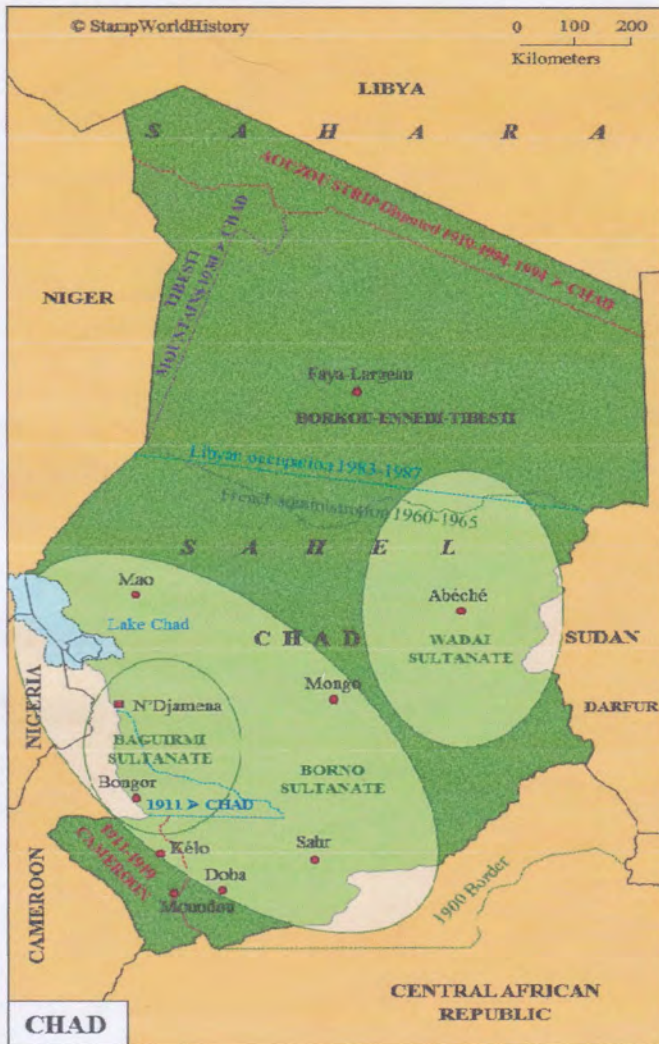 © StampWorldHistory
0 100 200
Kilometers
LIBYA
S A H A R A
AOUZOU STRIP Disputed 1919-1994, 1994 ➤ CHAD
TIBESTI
MOUNTAINS 1930 ➤ CHAD
NIGER
Faya-Largeau
BORKOU-ENNEDI-TIBESTI
Libyan occupation 1983-1987
French administration 1960-1965
S A H E L
Mao
Abéché
Lake Chad
CHAD
WADAI
SULTANATE
SUDAN
Mongo
NIGERIA
N'Djamena
DARFUR
BAGUIRMI
SULTANATE
BORNO
SULTANATE
Bongor
1911 ➤ CHAD
1911-1919
CAMEROON
Kélo
Sahr
Doba
Moundou
1900 Border
CAMEROON
CENTRAL AFRICAN
REPUBLIC
CHAD